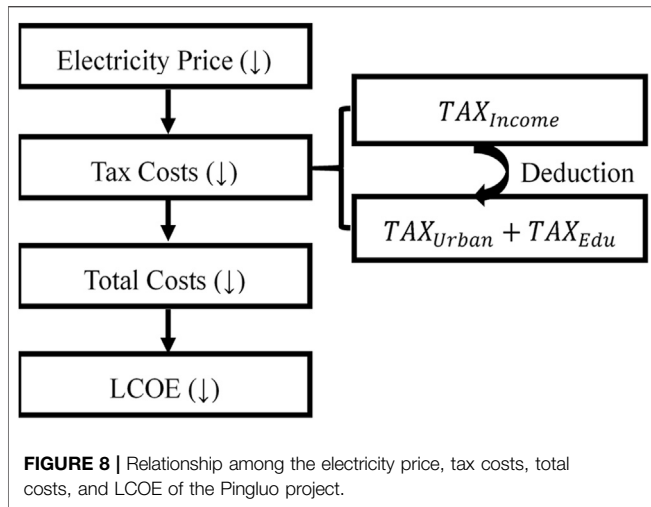 Electricity Price (↓)
Tax Costs (↓)
Total Costs (↓)
LCOE (↓)
TAX_Income
Deduction
TAX_Urban + TAX_Edu
FIGURE 8 | Relationship among the electricity price, tax costs, total
costs, and LCOE of the Pingluo project.